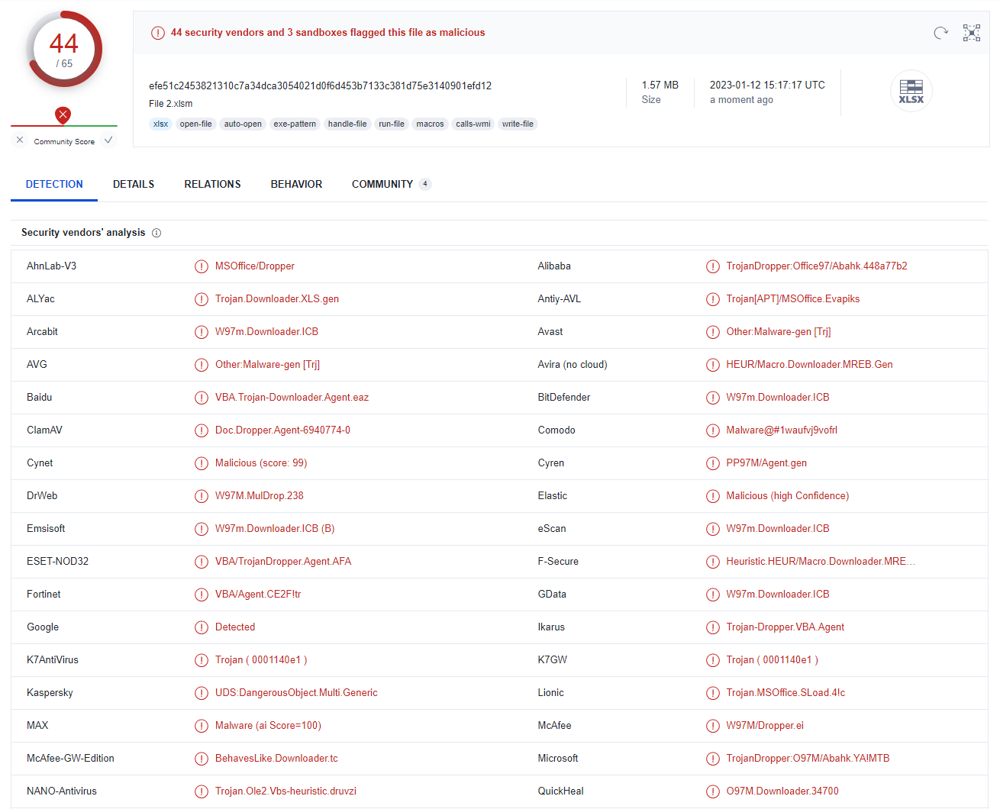 44
/ 65
Community Score
44 security vendors and 3 sandboxes flagged this file as malicious
efe51c2453821310c7a34dca3054021d0f6d453b7133c381d75e3140901efd12
File 2.xlsm
xlsx open-file auto-open exe-pattern handle-file run-file macros calls-wmi write-file
1.57 MB
Size
2023-01-12 15:17:17 UTC
a moment ago
XLSX
DETECTION DETAILS RELATIONS BEHAVIOR COMMUNITY 4
Security vendors' analysis
AhnLab-V3 MSOffice/Dropper Alibaba TrojanDropper:Office97/Abahk.448a77b2
ALYac Trojan.Downloader.XLS.gen Antiy-AVL Trojan[APT]/MSOffice.Evapiks
Arcabit W97m.Downloader.ICB Avast Other:Malware-gen [Trj]
AVG Other:Malware-gen [Trj] Avira (no cloud) HEUR/Macro.Downloader.MREB.Gen
Baidu VBA.Trojan-Downloader.Agent.eaz BitDefender W97m.Downloader.ICB
ClamAV Doc.Dropper.Agent-6940774-0 Comodo Malware@#1waufvj9vofrl
Cynet Malicious (score: 99) Cyren PP97M/Agent.gen
DrWeb W97M.MulDrop.238 Elastic Malicious (high Confidence)
Emsisoft W97m.Downloader.ICB (B) eScan W97m.Downloader.ICB
ESET-NOD32 VBA/TrojanDropper.Agent.AFA F-Secure Heuristic.HEUR/Macro.Downloader.MRE…
Fortinet VBA/Agent.CE2F!tr GData W97m.Downloader.ICB
Google Detected Ikarus Trojan-Dropper.VBA.Agent
K7AntiVirus Trojan ( 0001140e1 ) K7GW Trojan ( 0001140e1 )
Kaspersky UDS:DangerousObject.Multi.Generic Lionic Trojan.MSOffice.SLoad.4!c
MAX Malware (ai Score=100) McAfee W97M/Dropper.ei
McAfee-GW-Edition BehavesLike.Downloader.tc Microsoft TrojanDropper:O97M/Abahk.YA!MTB
NANO-Antivirus Trojan.Ole2.Vbs-heuristic.druvzi QuickHeal O97M.Downloader.34700